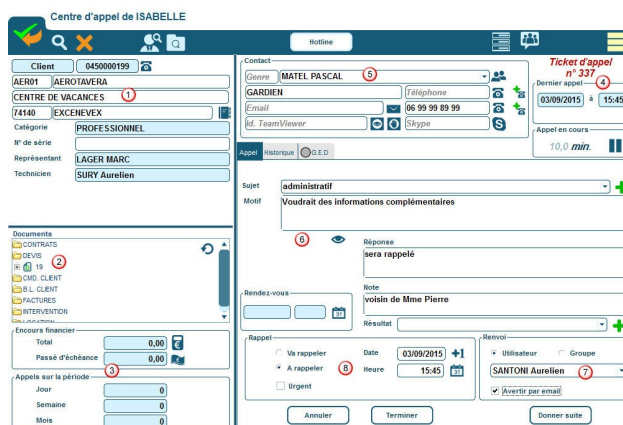 Centre d'appel de ISABELLE
Hotline
Client 0450000199
AER01 AEROTAVERA
CENTRE DE VACANCES 1
74140 EXCENEVEX
Catégorie PROFESSIONNEL
N° de série
Représentant LAGER MARC
Technicien SURY Aurelien
Documents
CONTRATS
DEVIS
19 2
CMD. CLIENT
B.L. CLIENT
FACTURES
INTERVENTION
LOCATION
Encours financier
Total 0,00
Passé d'échéance 0,00
3
Appels sur la période
Jour 0
Semaine 0
Mois 0
Contact
Genre MATEL PASCAL 5
GARDIEN Téléphone
Email 06 99 99 89 99
Id. TeamViewer Skype
Ticket d'appel
n° 337
Dernier appel 4
03/09/2015 à 15:45
Appel en cours
10,0 min.
Appel Historique G.E.D
Sujet administratif
Motif Voudrait des informations complémentaires
6
Réponse
sera rappelé
Note
voisin de Mme Pierre
Rendez-vous
31
Résultat
Rappel
Va rappeler Date 03/09/2015 +1
A rappeler 8 Heure 15:45 31
Urgent
Renvoi
Utilisateur Groupe
SANTONI Aurelien 7
Avertir par email
Annuler Terminer Donner suite